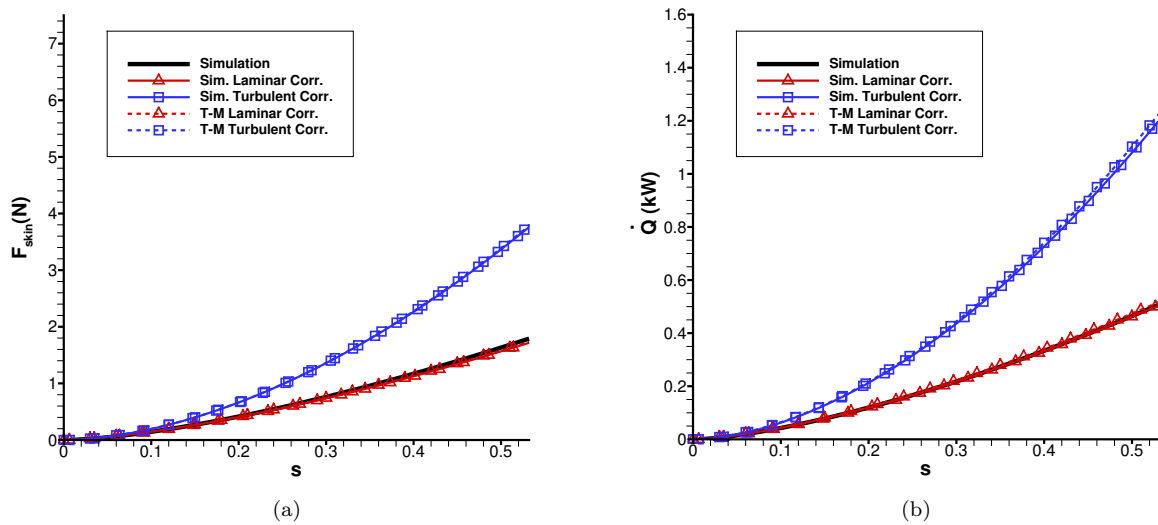 7
6
5
4
3
2
1
0
F_skin(N)
0
0.1
0.2
0.3
0.4
0.5
s
Simulation
Sim. Laminar Corr.
Sim. Turbulent Corr.
T-M Laminar Corr.
T-M Turbulent Corr.
(a)
1.6
1.4
1.2
1
0.8
0.6
0.4
0.2
0
Q̇ (kW)
0
0.1
0.2
0.3
0.4
0.5
s
Simulation
Sim. Laminar Corr.
Sim. Turbulent Corr.
T-M Laminar Corr.
T-M Turbulent Corr.
(b)